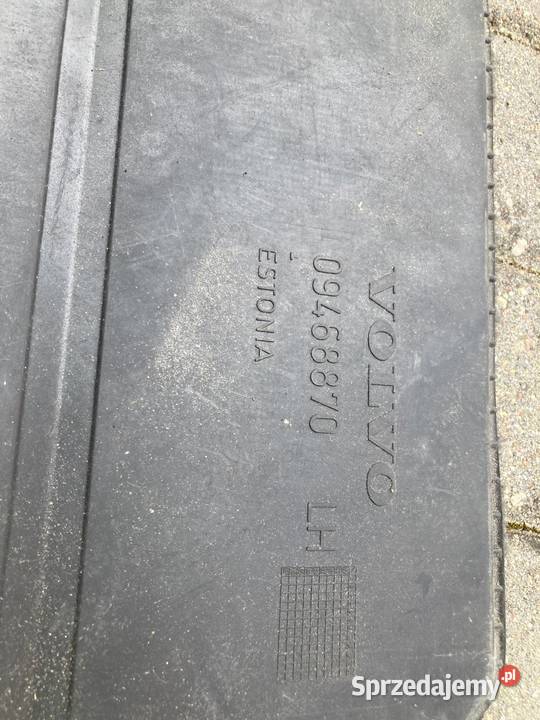 VOLVO
09468870 LH
ESTONIA
Sprzedajemy.pl